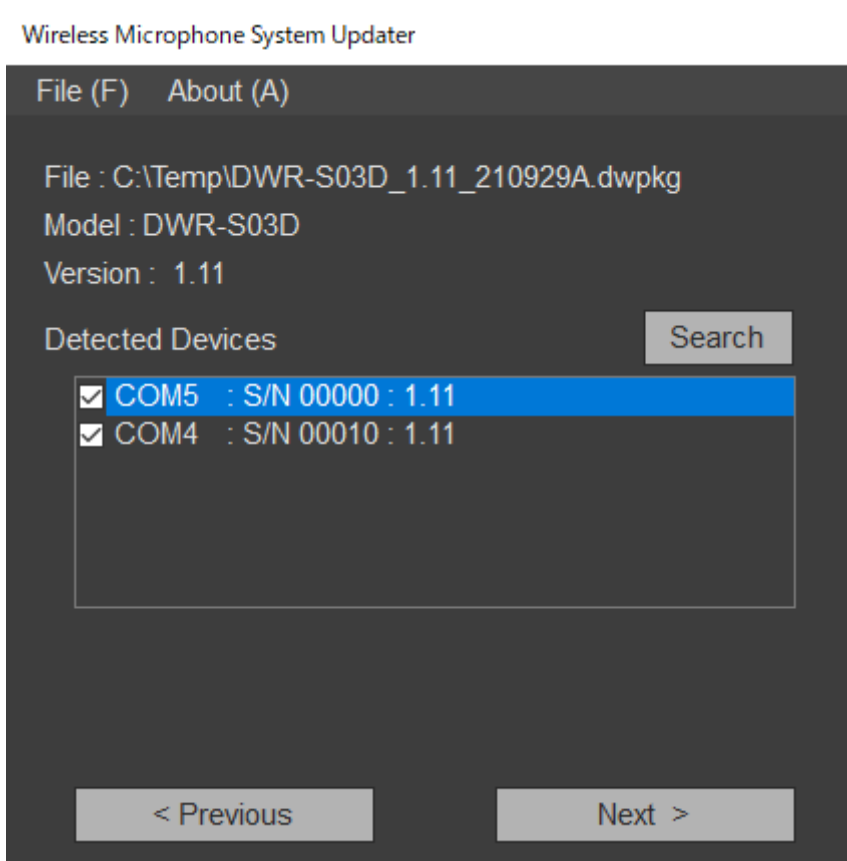 Wireless Microphone System Updater
File (F) About (A)
File : C:\Temp\DWR-S03D_1.11_210929A.dwpkg
Model : DWR-S03D
Version : 1.11
Detected Devices Search
COM5 : S/N 00000 : 1.11
COM4 : S/N 00010 : 1.11
< Previous Next >